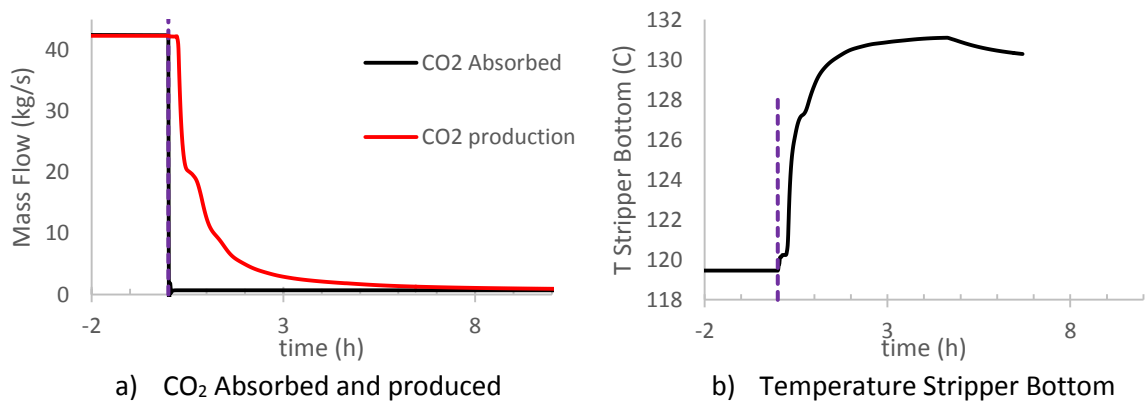 Mass Flow (kg/s)
40
30
20
10
0
-2
3
8
time (h)
CO2 Absorbed
CO2 production
a) CO₂ Absorbed and produced
T Stripper Bottom (C)
132
130
128
126
124
122
120
118
-2
3
8
time (h)
b) Temperature Stripper Bottom